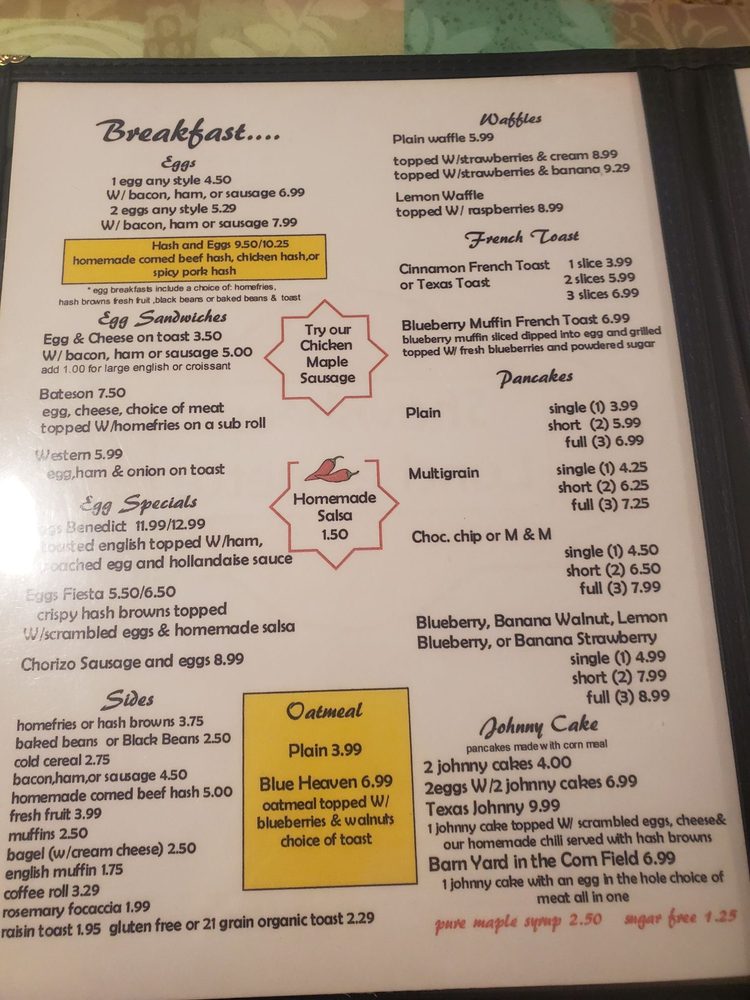 Breakfast....
Eggs
1 egg any style 4.50
W/ bacon, ham, or sausage 6.99
2 eggs any style 5.29
W/ bacon, ham or sausage 7.99
Hash and Eggs 9.50/10.25
homemade corned beef hash, chicken hash,or
spicy pork hash
* egg breakfasts include a choice of: homefries,
hash browns fresh fruit ,black beans or baked beans & toast
Egg Sandwiches
Egg & Cheese on toast 3.50
W/ bacon, ham or sausage 5.00
add 1.00 for large english or croissant
Bateson 7.50
egg, cheese, choice of meat
topped W/homefries on a sub roll
Western 5.99
egg,ham & onion on toast
Try our
Chicken
Maple
Sausage
Homemade
Salsa
1.50
Egg Specials
Benedict 11.99/12.99
english topped W/ham,
egg and hollandaise sauce
Eggs Fiesta 5.50/6.50
crispy hash browns topped
W/scrambled eggs & homemade salsa
Chorizo Sausage and eggs 8.99
Sides
homefries or hash browns 3.75
baked beans or Black Beans 2.50
cold cereal 2.75
bacon,ham,or sausage 4.50
homemade corned beef hash 5.00
fresh fruit 3.99
muffins 2.50
bagel (w/cream cheese) 2.50
english muffin 1.75
coffee roll 3.29
rosemary focaccia 1.99
raisin toast 1.95 gluten free or 21 grain organic toast 2.29
Oatmeal
Plain 3.99
Blue Heaven 6.99
oatmeal topped W/
blueberries & walnuts
choice of toast
Waffles
Plain waffle 5.99
topped W/strawberries & cream 8.99
topped W/strawberries & banana 9.29
Lemon Waffle
topped W/ raspberries 8.99
French Toast
Cinnamon French Toast 1 slice 3.99
or Texas Toast 2 slices 5.99
3 slices 6.99
Blueberry Muffin French Toast 6.99
blueberry muffin sliced dipped into egg and grilled
topped W/ fresh blueberries and powdered sugar
Pancakes
Plain single (1) 3.99
short (2) 5.99
full (3) 6.99
Multigrain single (1) 4.25
short (2) 6.25
full (3) 7.25
Choc. chip or M & M
single (1) 4.50
short (2) 6.50
full (3) 7.99
Blueberry, Banana Walnut, Lemon
Blueberry, or Banana Strawberry
single (1) 4.99
short (2) 7.99
full (3) 8.99
Johnny Cake
pancakes made with corn meal
2 johnny cakes 4.00
2eggs W/2 johnny cakes 6.99
Texas Johnny 9.99
1 johnny cake topped W/ scrambled eggs, cheese&
our homemade chili served with hash browns
Barn Yard in the Corn Field 6.99
1 johnny cake with an egg in the hole choice of
meat all in one
pure maple syrup 2.50 sugar free 1.25